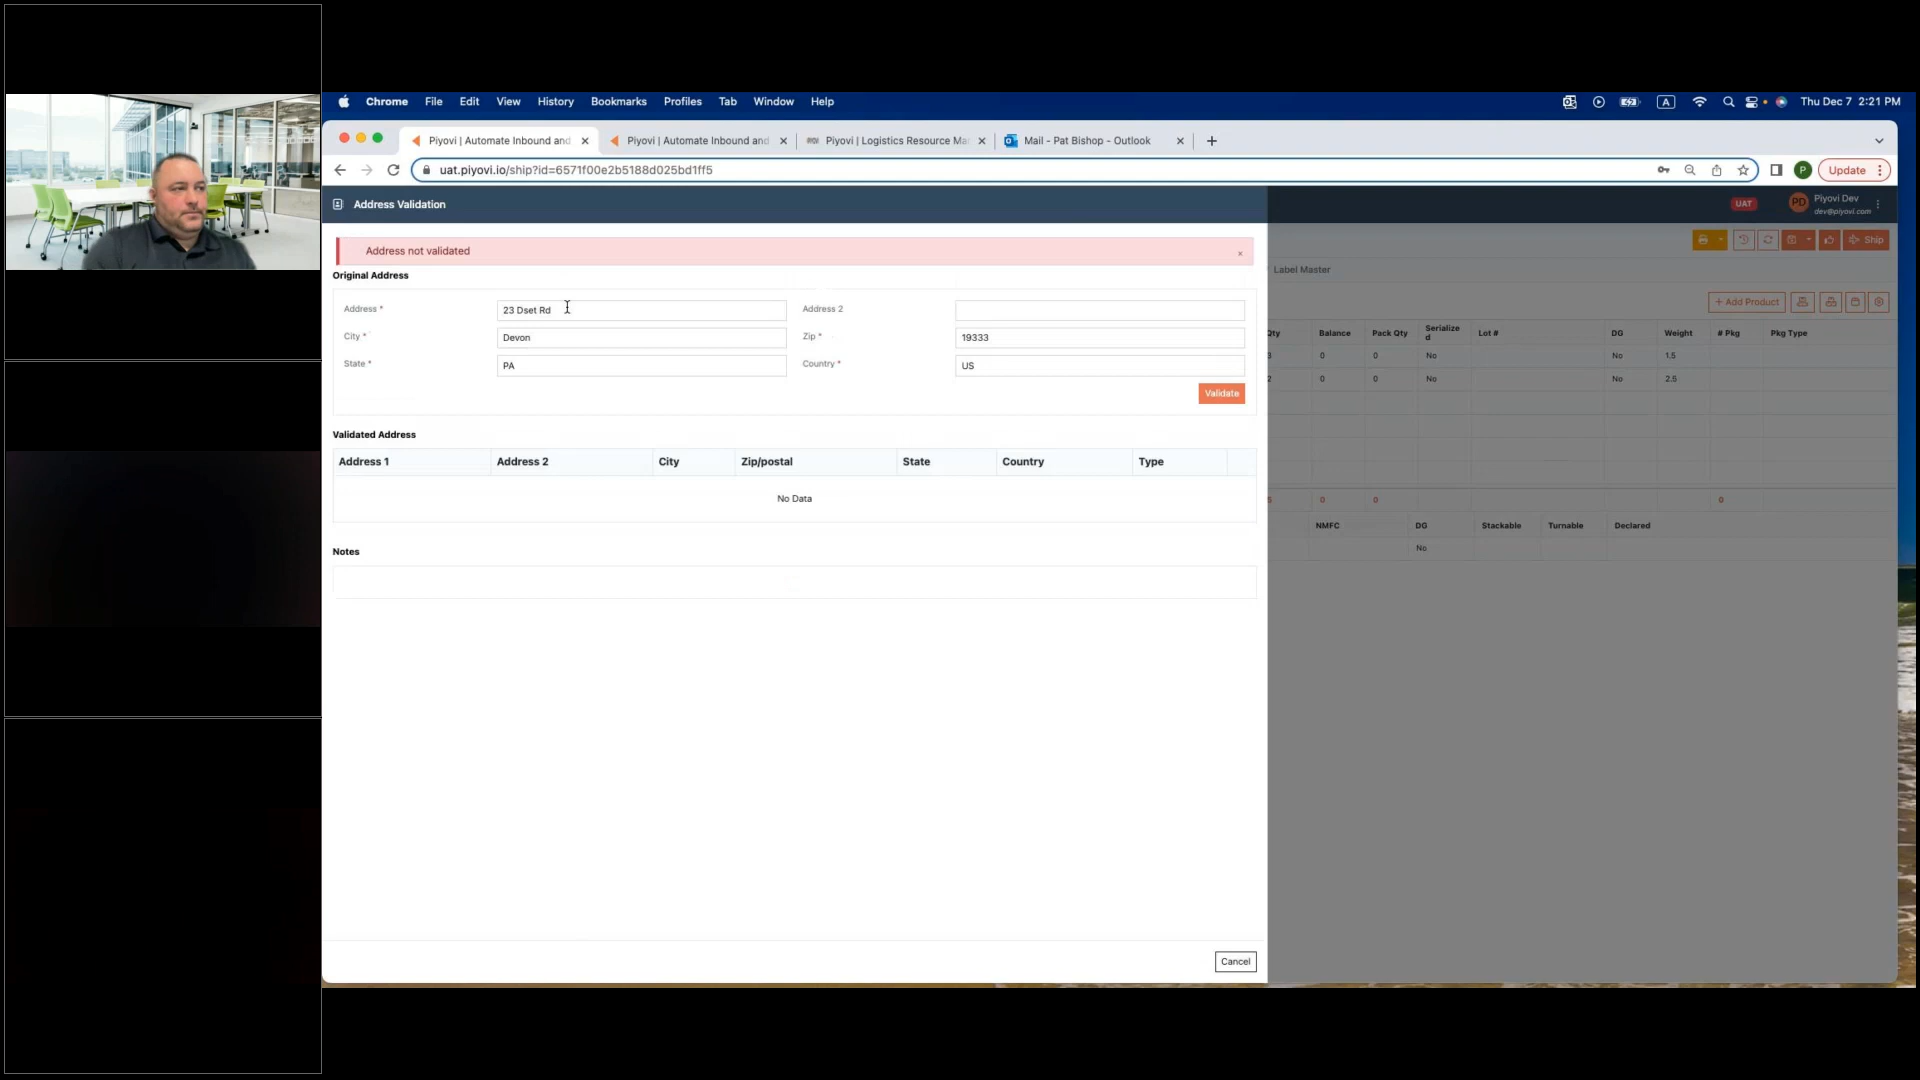 Chrome File Edit View History Bookmarks Profiles Tab Window Help
A
Thu Dec 7 2:21 PM
Piyovi | Automate Inbound and
Piyovi | Automate Inbound and
Piyovi | Logistics Resource Ma
Mail - Pat Bishop - Outlook
uat.piyovi.io/ship?id=6571f00e2b5188d025bd1ff5
P
Update
Address Validation
UAT
PD
Piyovi Dev
dev@piyovi.com
Address not validated
Ship
Original Address
Label Master
Address *
23 Dset Rd
Address 2
+ Add Product
City *
Devon
Zip *
19333
State *
PA
Country *
US
Validate
Qty Balance Pack Qty Serialize
d
Lot # DG Weight # Pkg Pkg Type
3 0 0 No No 1.5
2 0 0 No No 2.5
Validated Address
Address 1 Address 2 City Zip/postal State Country Type
No Data
5 0 0 0
NMFC DG Stackable Turnable Declared
No
Notes
Cancel